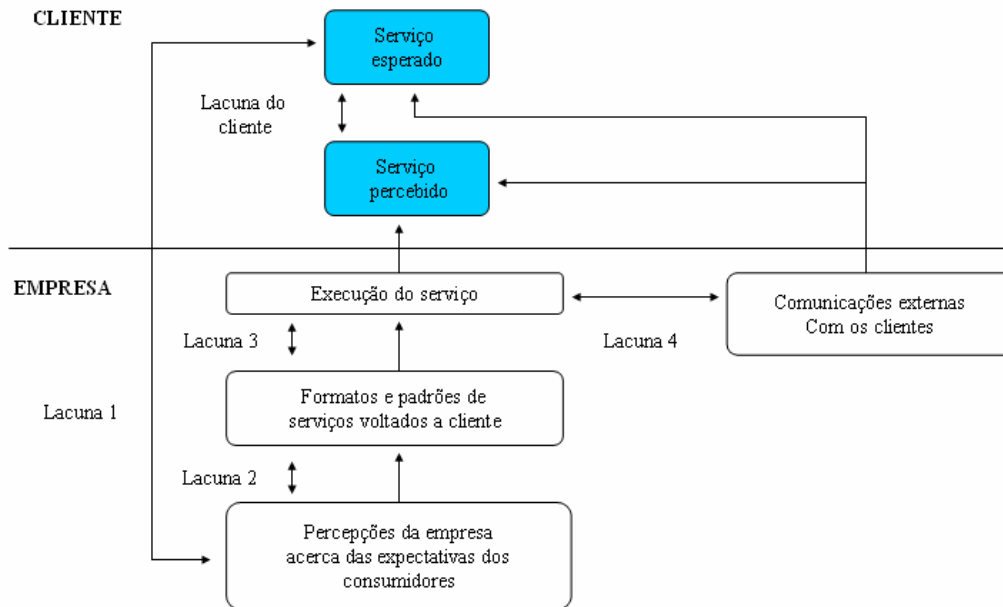 CLIENTE
Serviço
esperado
Lacuna do
cliente
Serviço
percebido
EMPRESA
Execução do serviço
Comunicações externas
Com os clientes
Lacuna 3
Lacuna 4
Formatos e padrões de
serviços voltados a cliente
Lacuna 1
Lacuna 2
Percepções da empresa
acerca das expectativas dos
consumidores